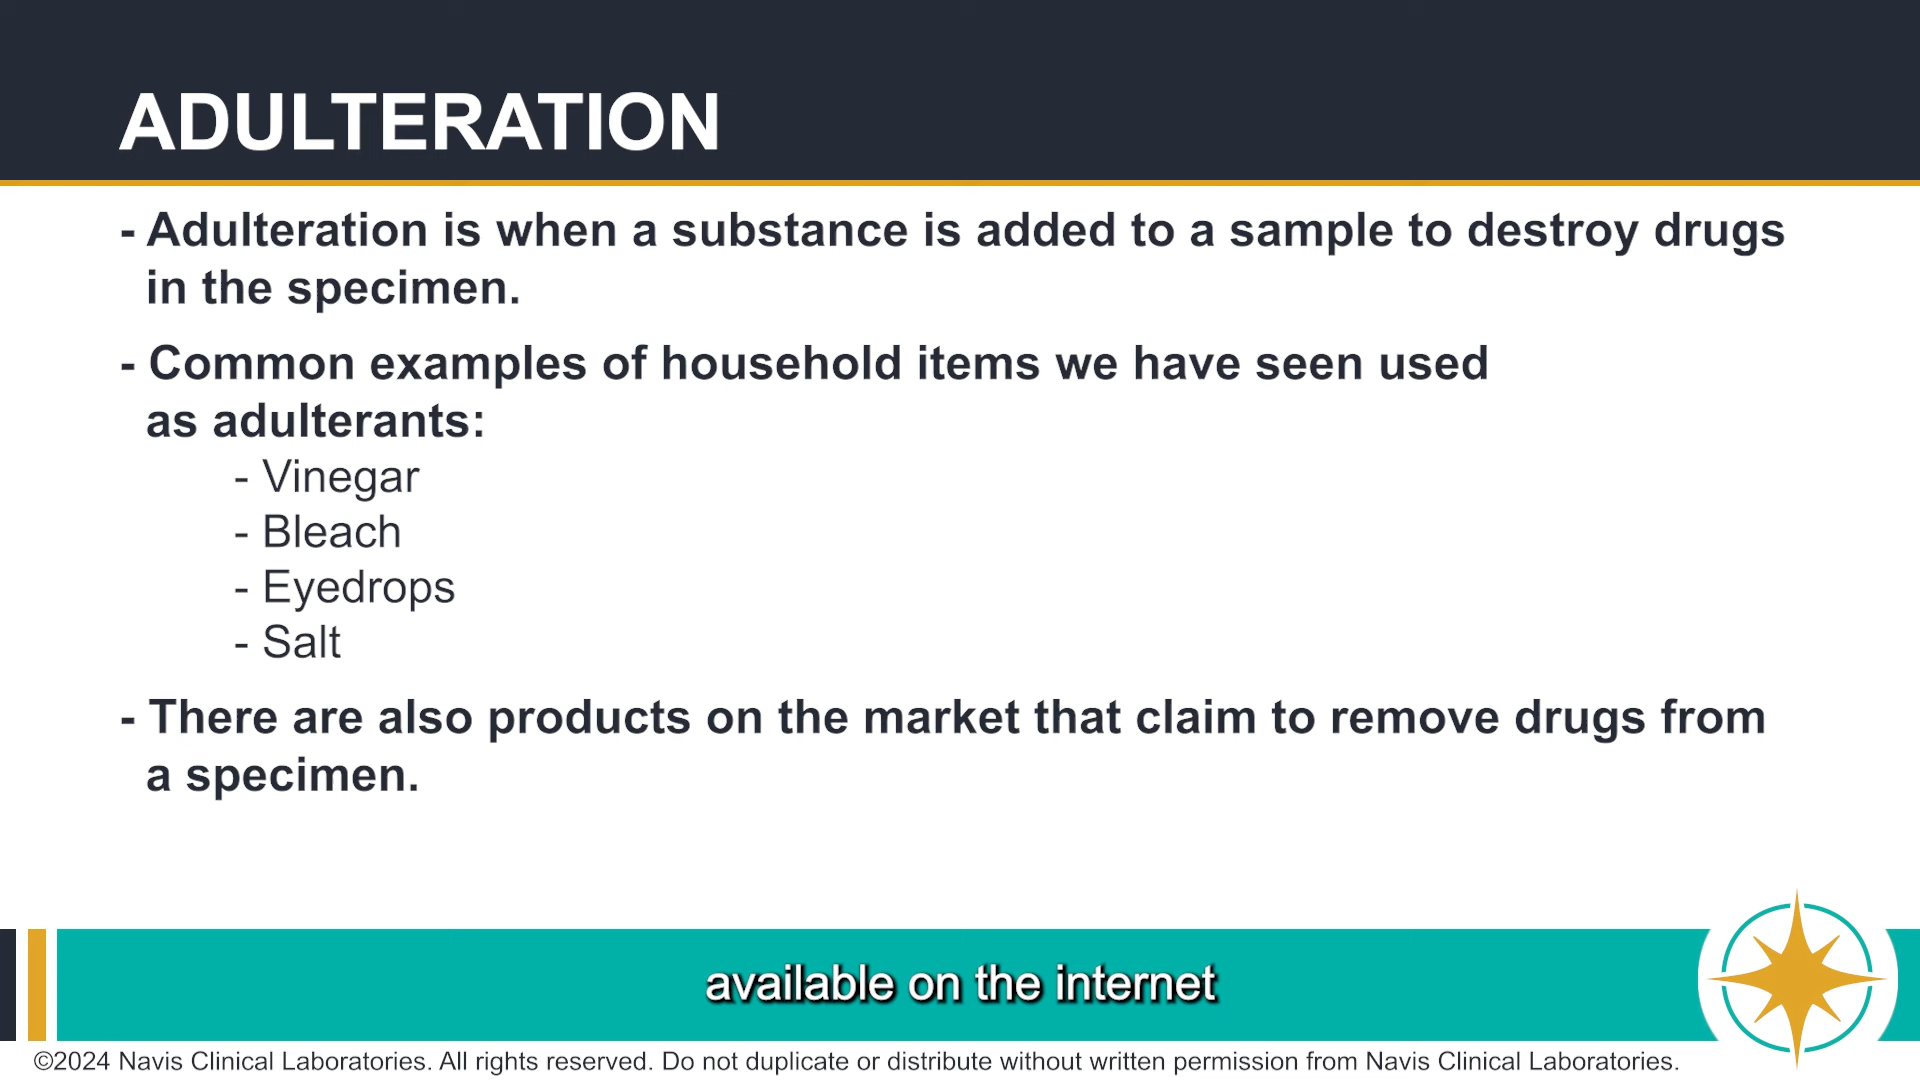 ADULTERATION
- Adulteration is when a substance is added to a sample to destroy drugs
in the specimen.
- Common examples of household items we have seen used
as adulterants:
- Vinegar
- Bleach
- Eyedrops
- Salt
- There are also products on the market that claim to remove drugs from
a specimen.
available on the internet
©2024 Navis Clinical Laboratories. All rights reserved. Do not duplicate or distribute without written permission from Navis Clinical Laboratories.